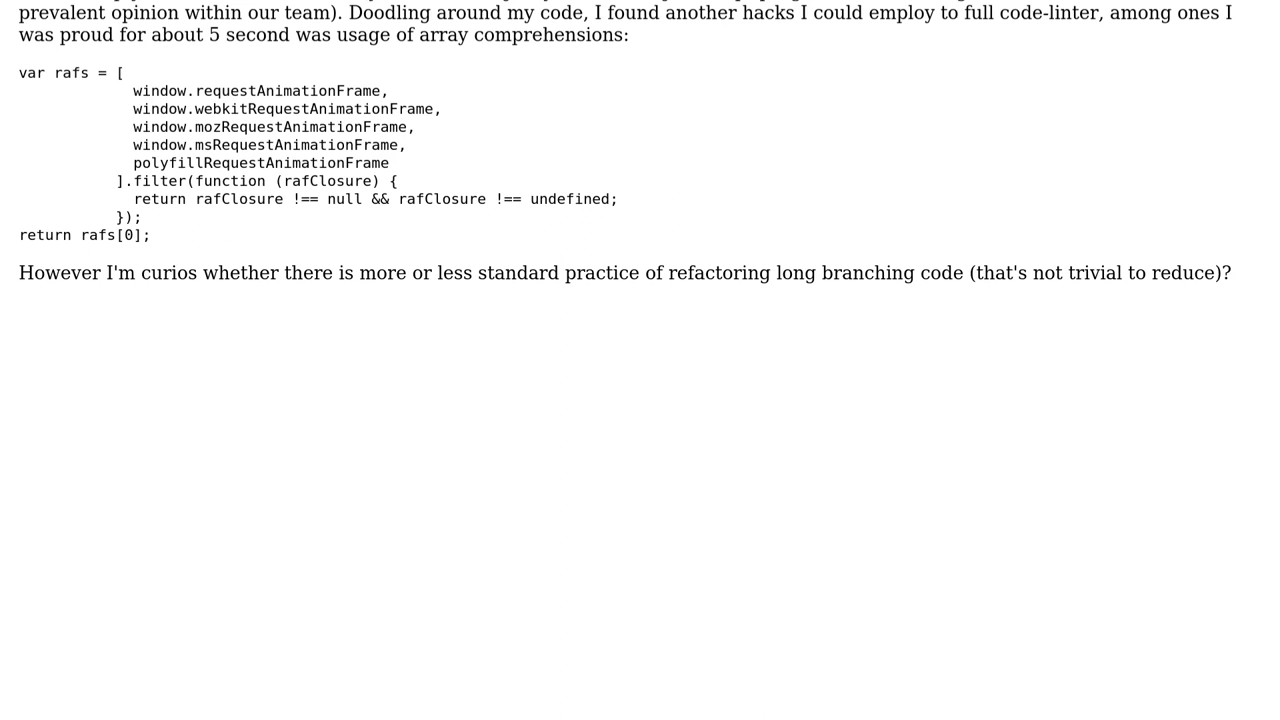 prevalent opinion within our team). Doodling around my code, I found another hacks I could employ to full code-linter, among ones I
was proud for about 5 second was usage of array comprehensions:
var rafs = [
window.requestAnimationFrame,
window.webkitRequestAnimationFrame,
window.mozRequestAnimationFrame,
window.msRequestAnimationFrame,
polyfillRequestAnimationFrame
].filter(function (rafClosure) {
return rafClosure !== null && rafClosure !== undefined;
});
return rafs[0];
However I'm curios whether there is more or less standard practice of refactoring long branching code (that's not trivial to reduce)?